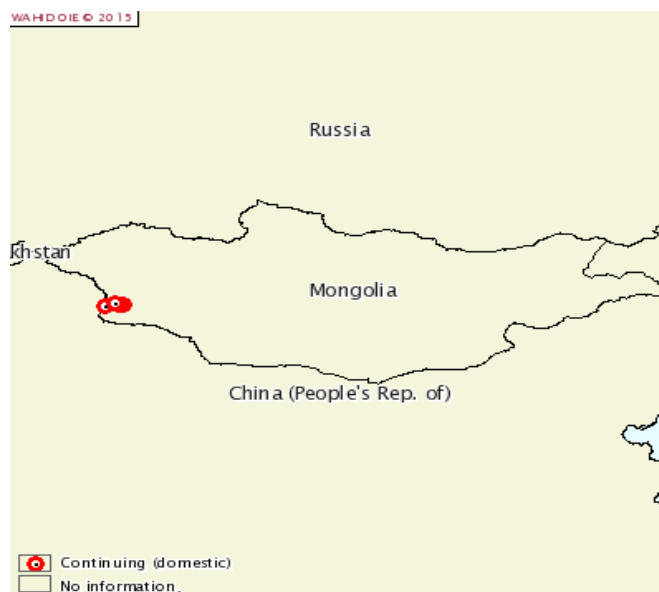 WAHID OIE © 2015
Russia
khstan
Mongolia
China (People's Rep. of)
Continuing (domestic)
No information